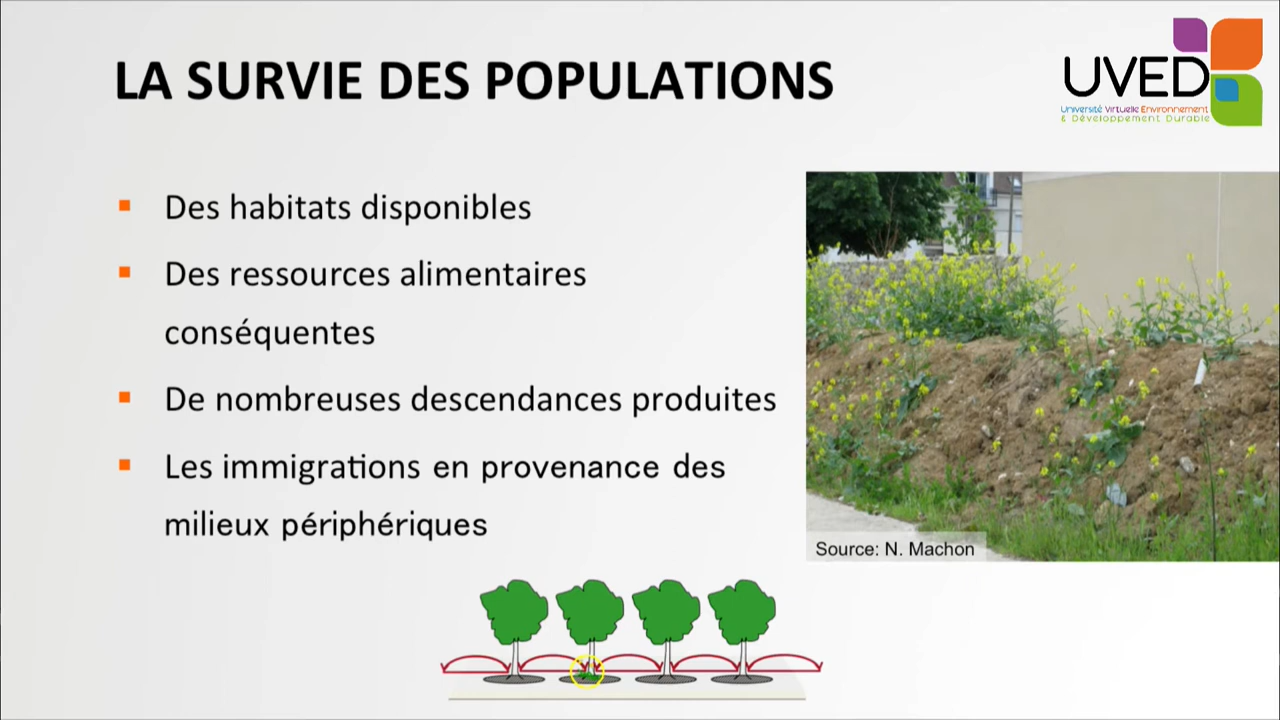 LA SURVIE DES POPULATIONS
UVED
Université Virtuelle Environnement
& Développement Durable
Des habitats disponibles
Des ressources alimentaires
conséquentes
De nombreuses descendances produites
Les immigrations en provenance des
milieux périphériques
Source: N. Machon